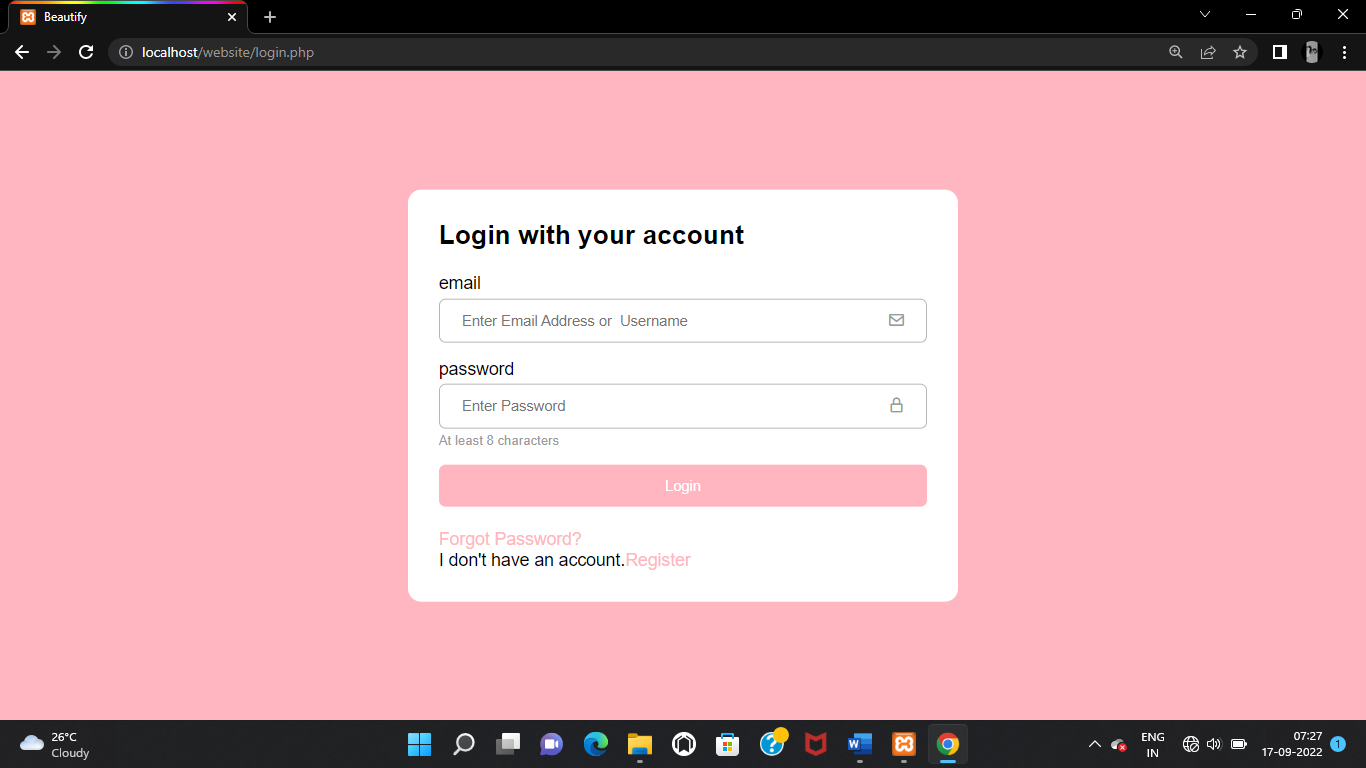 Beautify
localhost/website/login.php
Login with your account
email
Enter Email Address or  Username
password
Enter Password
At least 8 characters
Login
Forgot Password?
I don't have an account.Register
26°C
Cloudy
ENG
IN
07:27
17-09-2022
1